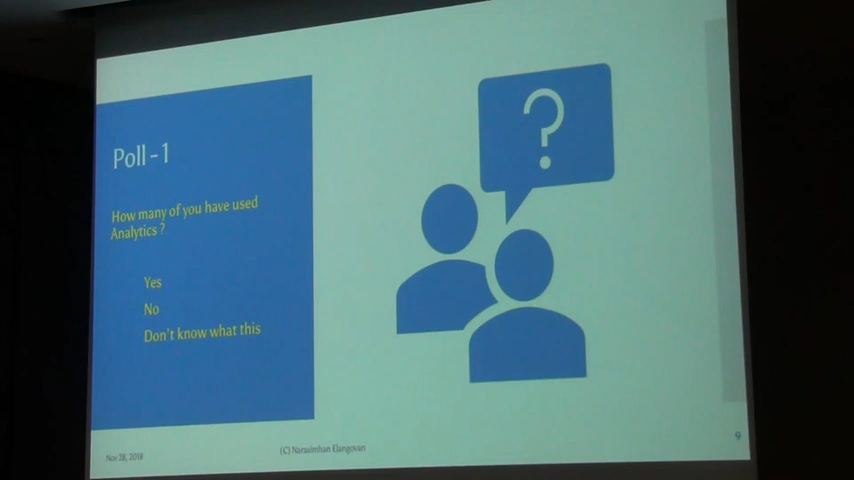 Poll - 1
How many of you have used
Analytics ?
Yes
No
Don't know what this
?
Nov 28, 2018
(C) Narasimhan Elangovan
9